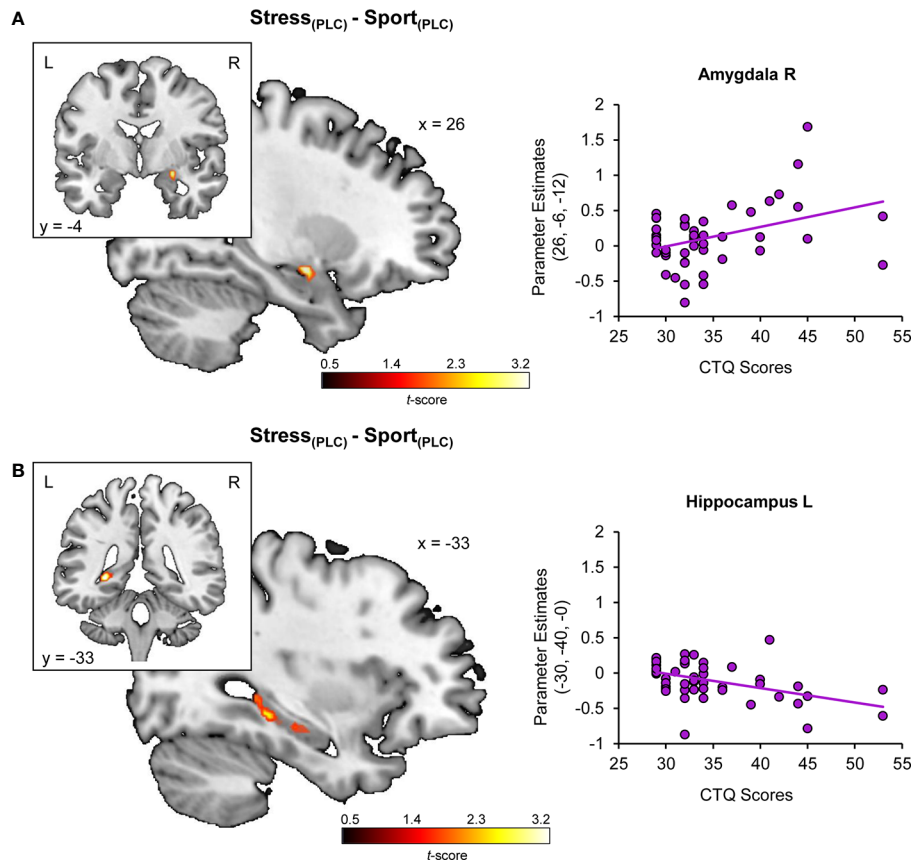 A
Stress(PLC) - Sport(PLC)
L
R
y = -4
x = 26
0.5 1.4 2.3 3.2
t-score
Amygdala R
Parameter Estimates
(26, -6, -12)
2
1.5
1
0.5
0
-0.5
-1
25 30 35 40 45 50 55
CTQ Scores
B
Stress(PLC) - Sport(PLC)
L
R
y = -33
x = -33
0.5 1.4 2.3 3.2
t-score
Hippocampus L
Parameter Estimates
(-30, -40, -0)
2
1.5
1
0.5
0
-0.5
-1
25 30 35 40 45 50 55
CTQ Scores